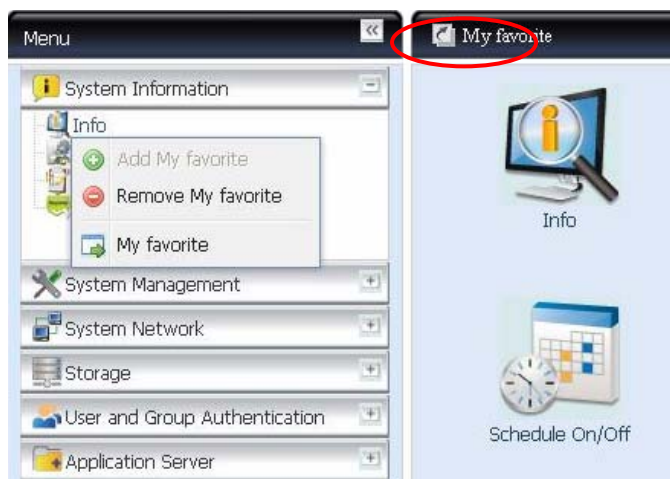 Menu
System Information
Info
Add My favorite
Remove My favorite
My favorite
System Management
System Network
Storage
User and Group Authentication
Application Server
My favorite
Info
Schedule On/Off